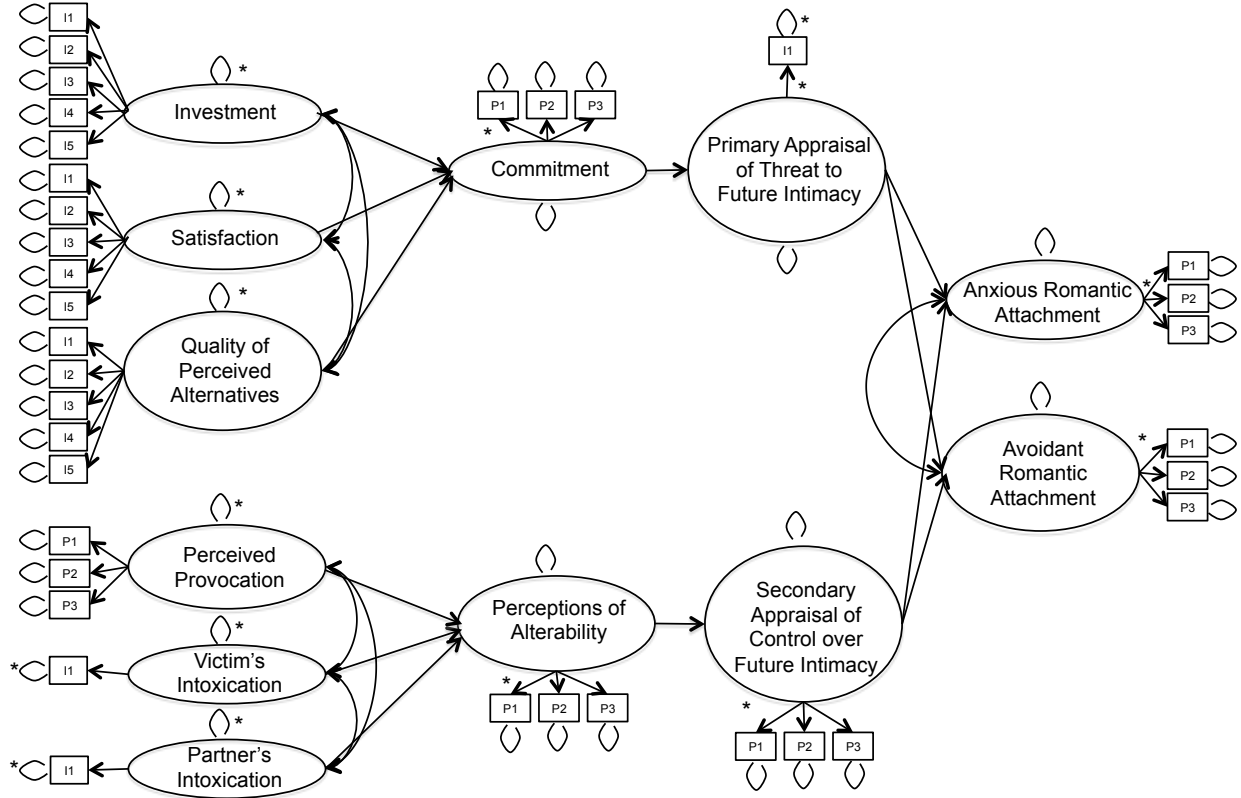 I1
I2
I3
I4
I5
*
Investment
I1
I2
I3
I4
I5
*
Satisfaction
I1
I2
I3
I4
I5
*
Quality of
Perceived
Alternatives
P1
P2
P3
*
Commitment
*
I1
*
Primary Appraisal
of Threat to
Future Intimacy
P1
P2
P3
*
Perceived
Provocation
*
I1
*
Victim's
Intoxication
*
I1
*
Partner's
Intoxication
Perceptions of
Alterability
*
P1
P2
P3
Secondary
Appraisal of
Control over
Future Intimacy
*
P1
P2
P3
Anxious Romantic
Attachment
*
P1
P2
P3
Avoidant
Romantic
Attachment
*
P1
P2
P3